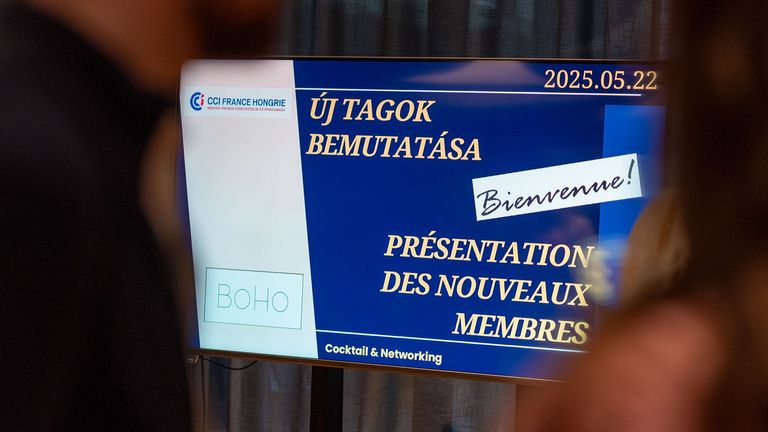 CCI FRANCE HONGRIE
2025.05.22
ÚJ TAGOK
BEMUTATÁSA
Bienvenue!
PRÉSENTATION
DES NOUVEAUX
MEMBRES
BOHO
Cocktail & Networking